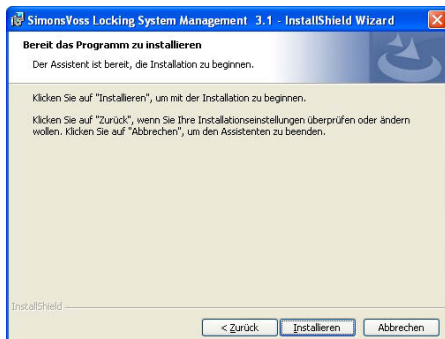 SimonsVoss Locking System Management 3.1 - InstallShield Wizard
Bereit das Programm zu installieren
Der Assistent ist bereit, die Installation zu beginnen.
Klicken Sie auf "Installieren", um mit der Installation zu beginnen.
Klicken Sie auf "Zurück", wenn Sie Ihre Installationseinstellungen überprüfen oder ändern
wollen. Klicken Sie auf "Abbrechen", um den Assistenten zu beenden.
InstallShield
< Zurück Installieren Abbrechen